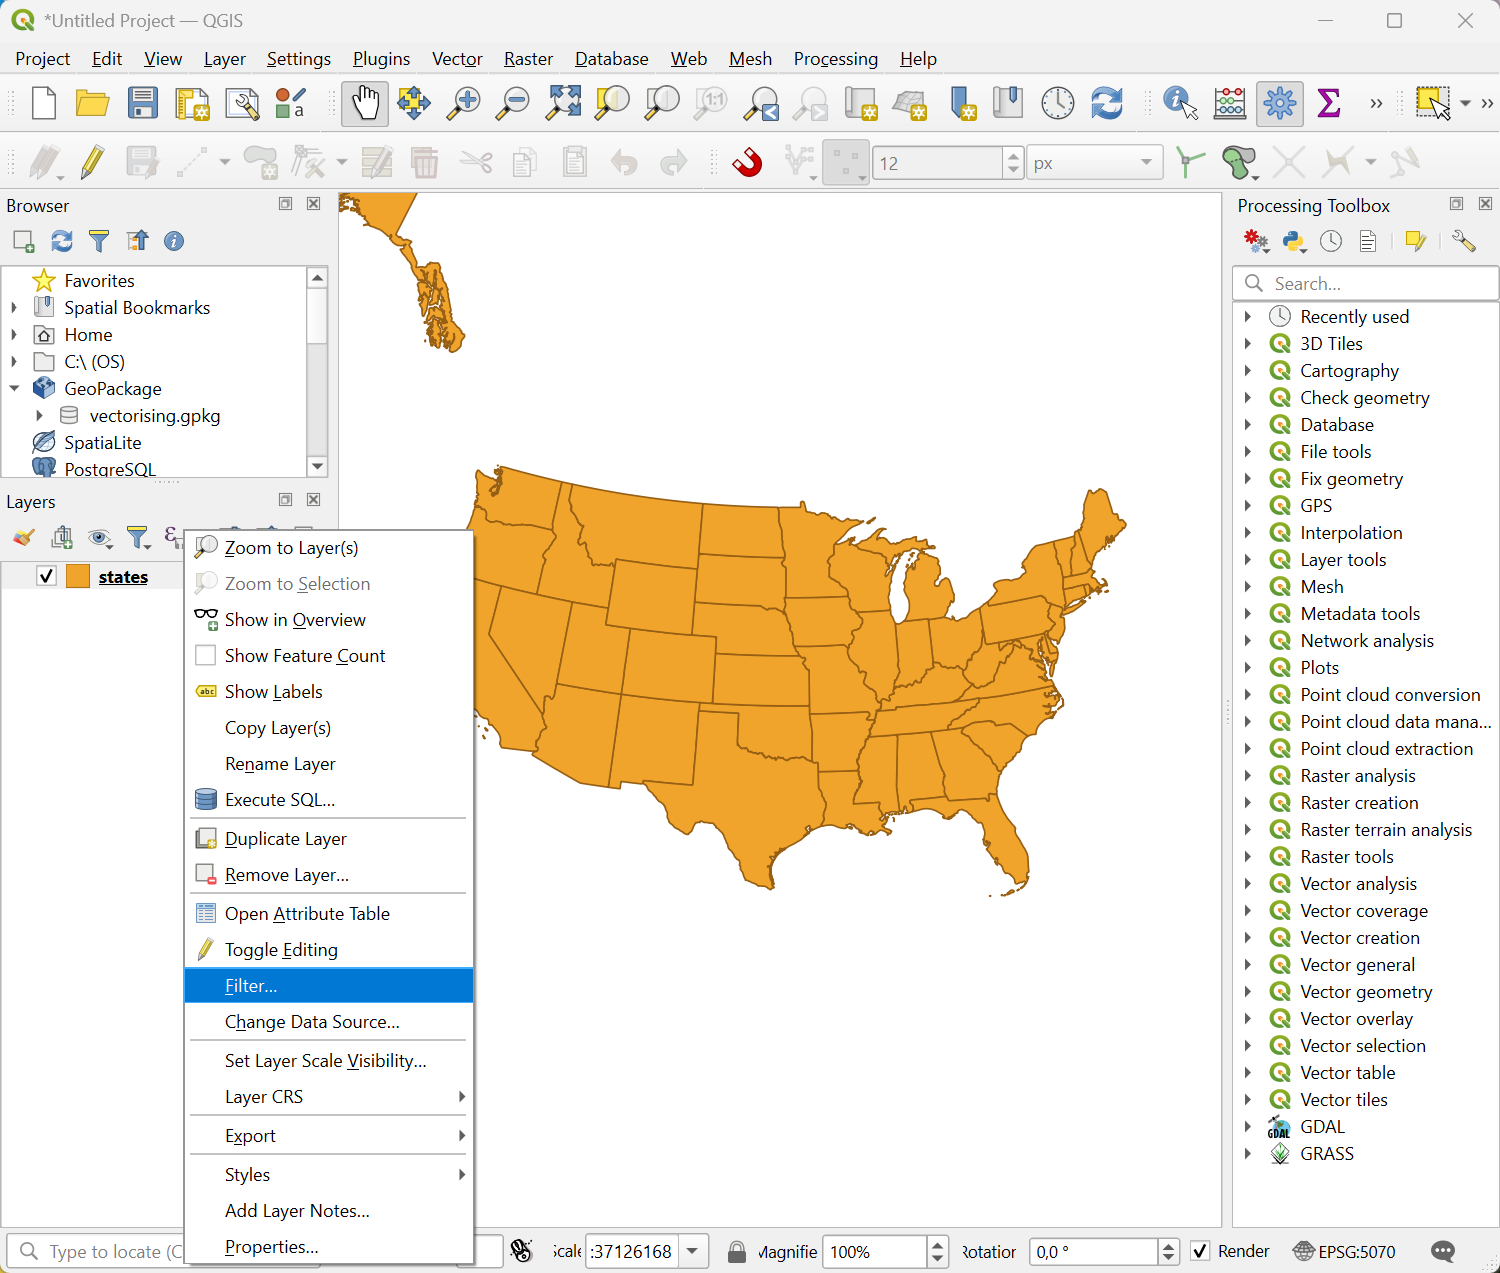 *Untitled Project — QGIS
Project Edit View Layer Settings Plugins Vector Raster Database Web Mesh Processing Help
1:1
a
»
»
12
px
Browser
Favorites
Spatial Bookmarks
Home
C:\ (OS)
GeoPackage
vectorising.gpkg
SpatiaLite
PostgreSQL
Layers
ε
states
Zoom to Layer(s)
Zoom to Selection
Show in Overview
Show Feature Count
abc Show Labels
Copy Layer(s)
Rename Layer
Execute SQL...
Duplicate Layer
Remove Layer...
Open Attribute Table
Toggle Editing
Filter...
Change Data Source...
Set Layer Scale Visibility...
Layer CRS
Export
Styles
Add Layer Notes...
Properties...
Processing Toolbox
Search...
Recently used
3D Tiles
Cartography
Check geometry
Database
File tools
Fix geometry
GPS
Interpolation
Layer tools
Mesh
Metadata tools
Network analysis
Plots
Point cloud conversion
Point cloud data mana...
Point cloud extraction
Raster analysis
Raster creation
Raster terrain analysis
Raster tools
Vector analysis
Vector coverage
Vector creation
Vector general
Vector geometry
Vector overlay
Vector selection
Vector table
Vector tiles
GDAL GDAL
GRASS
Type to locate (C Scale :37126168 Magnifie 100% Rotation 0,0 ° Render EPSG:5070